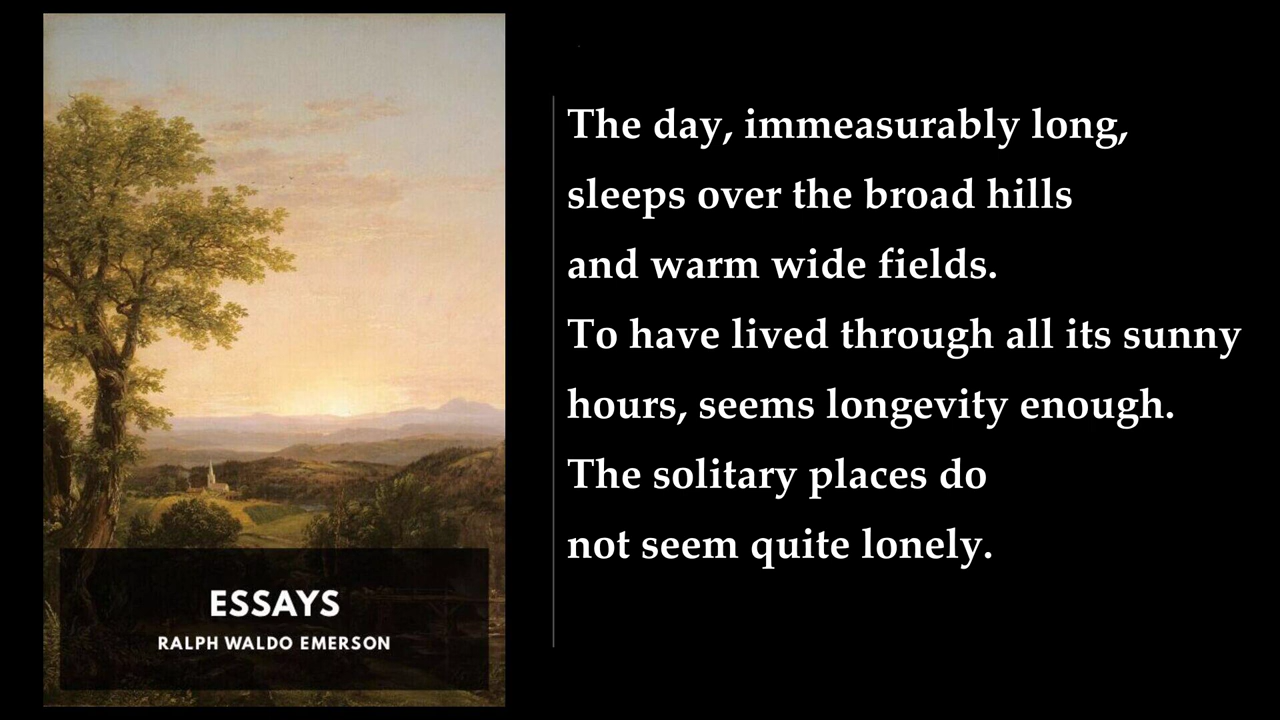 The day, immeasurably long,
sleeps over the broad hills
and warm wide fields.
To have lived through all its sunny
hours, seems longevity enough.
The solitary places do
not seem quite lonely.
ESSAYS
RALPH WALDO EMERSON